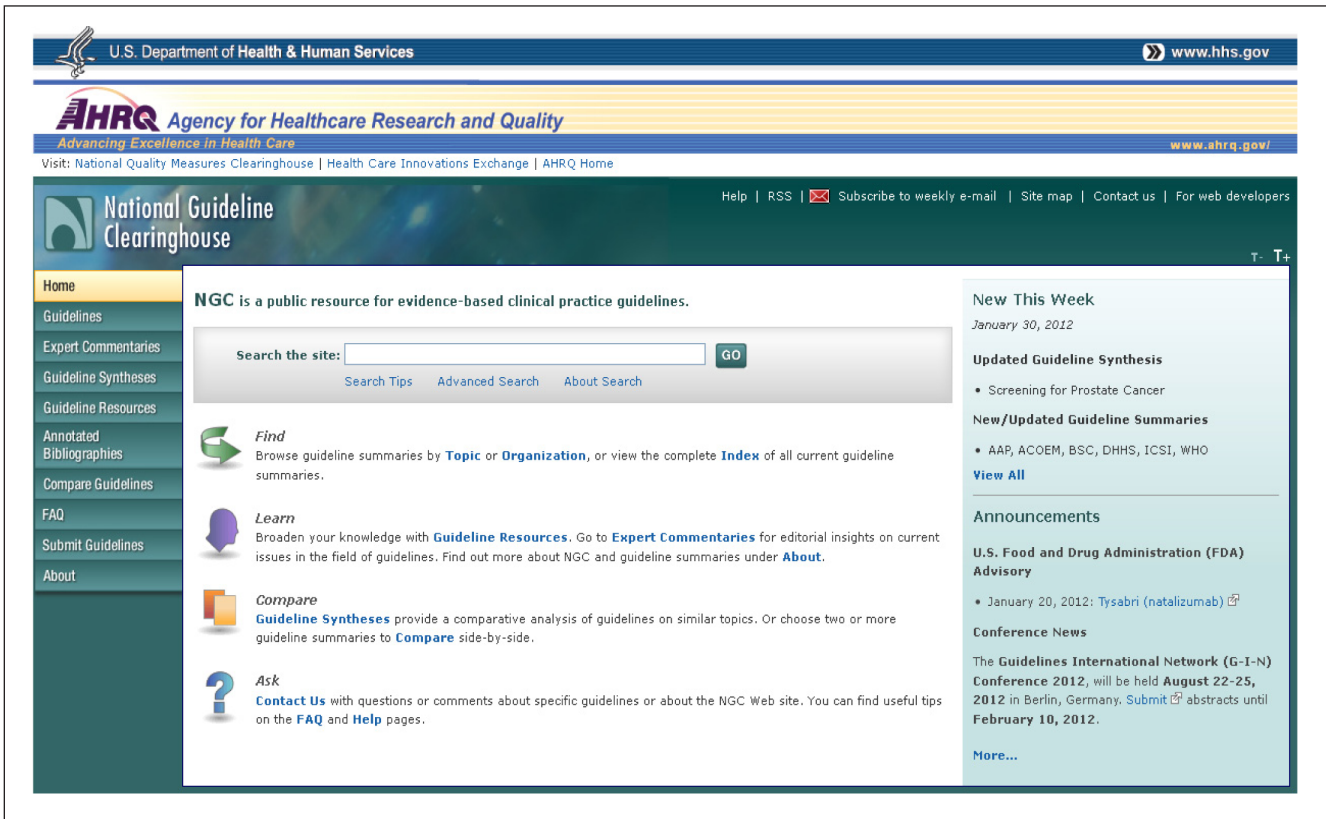 U.S. Department of Health & Human Services
www.hhs.gov
AHRQ Agency for Healthcare Research and Quality
Advancing Excellence in Health Care
www.ahrq.gov/
Visit: National Quality Measures Clearinghouse | Health Care Innovations Exchange | AHRQ Home
National Guideline
Clearinghouse
Help | RSS | Subscribe to weekly e-mail | Site map | Contact us | For web developers
T- T+
Home
Guidelines
Expert Commentaries
Guideline Syntheses
Guideline Resources
Annotated
Bibliographies
Compare Guidelines
FAQ
Submit Guidelines
About
NGC is a public resource for evidence-based clinical practice guidelines.
Search the site:
GO
Search Tips Advanced Search About Search
Find
Browse guideline summaries by Topic or Organization, or view the complete Index of all current guideline
summaries.
Learn
Broaden your knowledge with Guideline Resources. Go to Expert Commentaries for editorial insights on current
issues in the field of guidelines. Find out more about NGC and guideline summaries under About.
Compare
Guideline Syntheses provide a comparative analysis of guidelines on similar topics. Or choose two or more
guideline summaries to Compare side-by-side.
Ask
Contact Us with questions or comments about specific guidelines or about the NGC Web site. You can find useful tips
on the FAQ and Help pages.
New This Week
January 30, 2012
Updated Guideline Synthesis
• Screening for Prostate Cancer
New/Updated Guideline Summaries
• AAP, ACOEM, BSC, DHHS, ICSI, WHO
View All
Announcements
U.S. Food and Drug Administration (FDA)
Advisory
• January 20, 2012: Tysabri (natalizumab)
Conference News
The Guidelines International Network (G-I-N)
Conference 2012, will be held August 22-25,
2012 in Berlin, Germany. Submit abstracts until
February 10, 2012.
More...